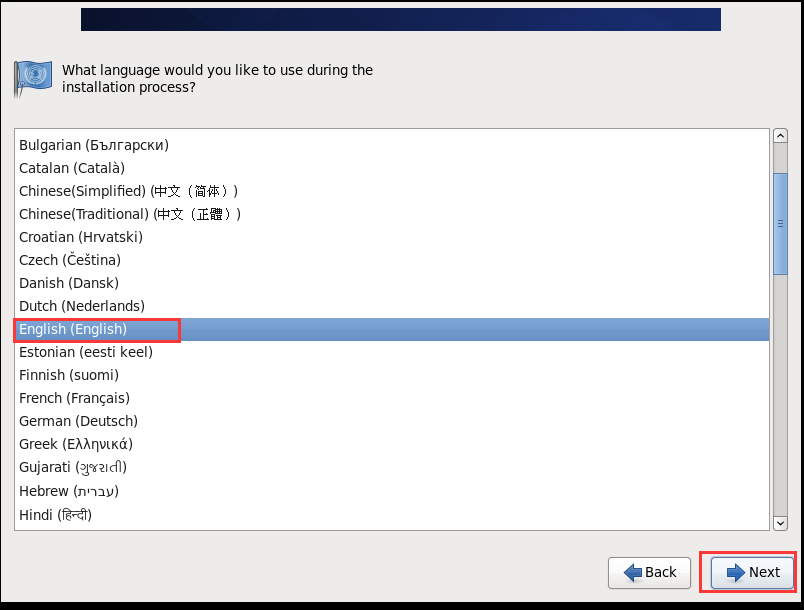 What language would you like to use during the
installation process?
Bulgarian (Български)
Catalan (Català)
Chinese(Simplified) (中文（简体）)
Chinese(Traditional) (中文（正體）)
Croatian (Hrvatski)
Czech (Čeština)
Danish (Dansk)
Dutch (Nederlands)
English (English)
Estonian (eesti keel)
Finnish (suomi)
French (Français)
German (Deutsch)
Greek (Ελληνικά)
Gujarati (ગુજરાતી)
Hebrew (עברית)
Hindi (हिन्दी)
Back
Next